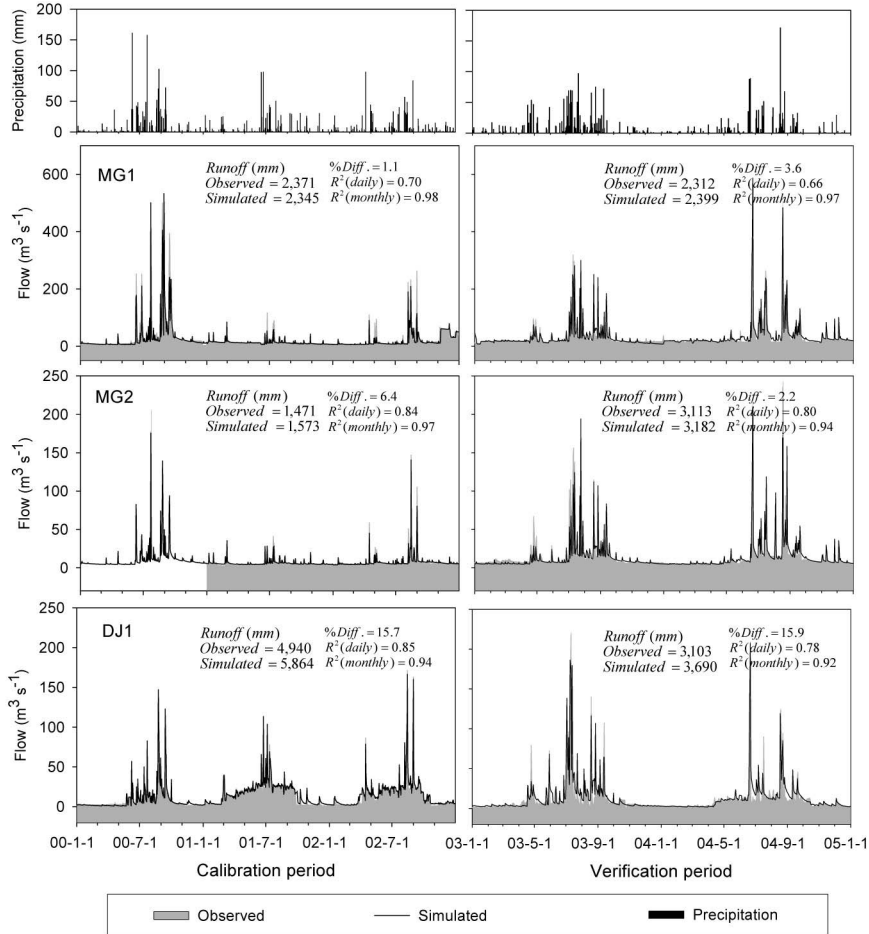 Precipitation (mm)
200
150
100
50
0
MG1
Flow (m³ s⁻¹)
600
400
200
0
Runoff (mm)
Observed = 2,371
Simulated = 2,345
%Diff. = 1.1
R²(daily) = 0.70
R²(monthly) = 0.98
Runoff (mm)
Observed = 2,312
Simulated = 2,399
%Diff. = 3.6
R²(daily) = 0.66
R²(monthly) = 0.97
MG2
Flow (m³ s⁻¹)
250
200
150
100
50
0
Runoff (mm)
Observed = 1,471
Simulated = 1,573
%Diff. = 6.4
R²(daily) = 0.84
R²(monthly) = 0.97
Runoff (mm)
Observed = 3,113
Simulated = 3,182
%Diff. = 2.2
R²(daily) = 0.80
R²(monthly) = 0.94
DJ1
Flow (m³ s⁻¹)
250
200
150
100
50
0
Runoff (mm)
Observed = 4,940
Simulated = 5,864
%Diff. = 15.7
R²(daily) = 0.85
R²(monthly) = 0.94
Runoff (mm)
Observed = 3,103
Simulated = 3,690
%Diff. = 15.9
R²(daily) = 0.78
R²(monthly) = 0.92
00-1-1 00-7-1 01-1-1 01-7-1 02-1-1 02-7-1
03-1-1 03-5-1 03-9-1 04-1-1 04-5-1 04-9-1 05-1-1
Calibration period
Verification period
Observed Simulated Precipitation